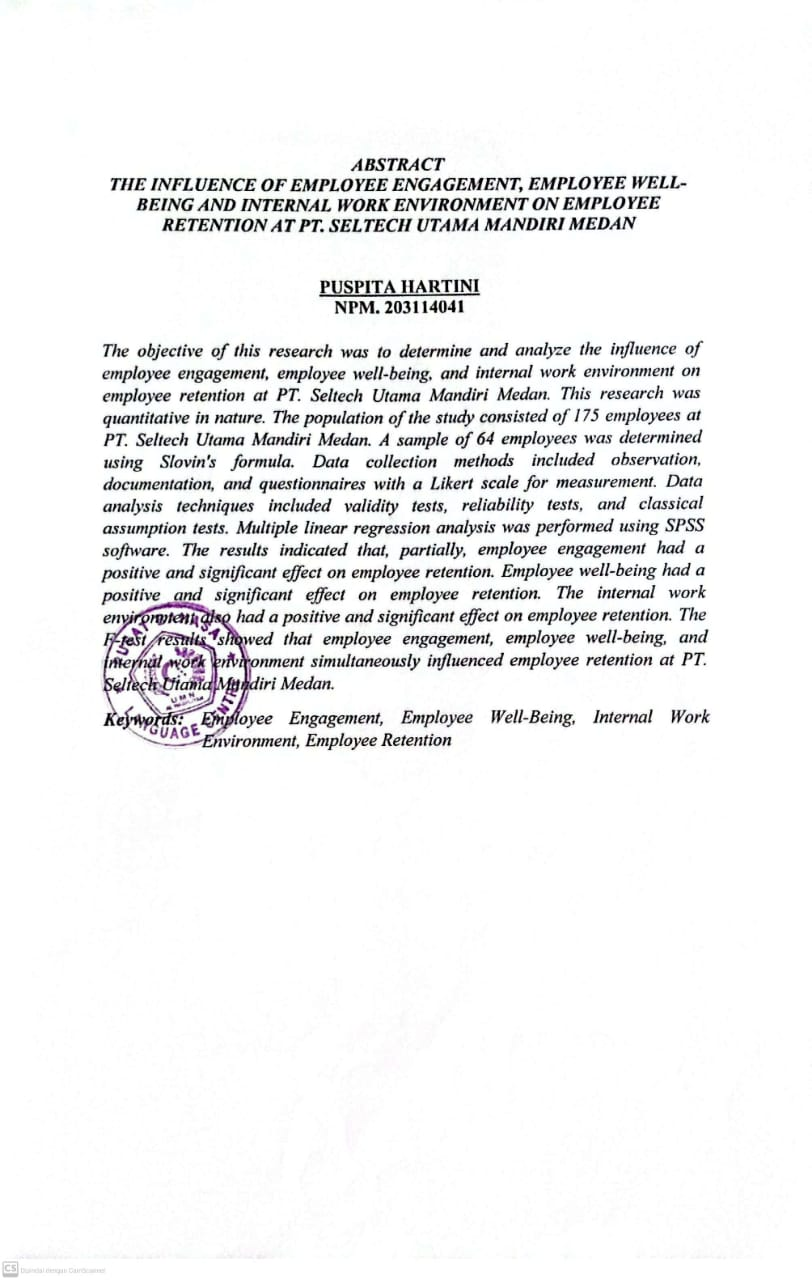 ABSTRACT
THE INFLUENCE OF EMPLOYEE ENGAGEMENT, EMPLOYEE WELL-
BEING AND INTERNAL WORK ENVIRONMENT ON EMPLOYEE
RETENTION AT PT. SELTECH UTAMA MANDIRI MEDAN
PUSPITA HARTINI
NPM. 203114041
The objective of this research was to determine and analyze the influence of
employee engagement, employee well-being, and internal work environment on
employee retention at PT. Seltech Utama Mandiri Medan. This research was
quantitative in nature. The population of the study consisted of 175 employees at
PT. Seltech Utama Mandiri Medan. A sample of 64 employees was determined
using Slovin's formula. Data collection methods included observation,
documentation, and questionnaires with a Likert scale for measurement. Data
analysis techniques included validity tests, reliability tests, and classical
assumption tests. Multiple linear regression analysis was performed using SPSS
software. The results indicated that, partially, employee engagement had a
positive and significant effect on employee retention. Employee well-being had a
positive and significant effect on employee retention. The internal work
environment also had a positive and significant effect on employee retention. The
F-test results showed that employee engagement, employee well-being, and
internal work environment simultaneously influenced employee retention at PT.
Seltech Utama Mandiri Medan.
Keywords: Employee Engagement, Employee Well-Being, Internal Work
Environment, Employee Retention
UMN
LANGUAGE
CS Dipindai dengan CamScanner